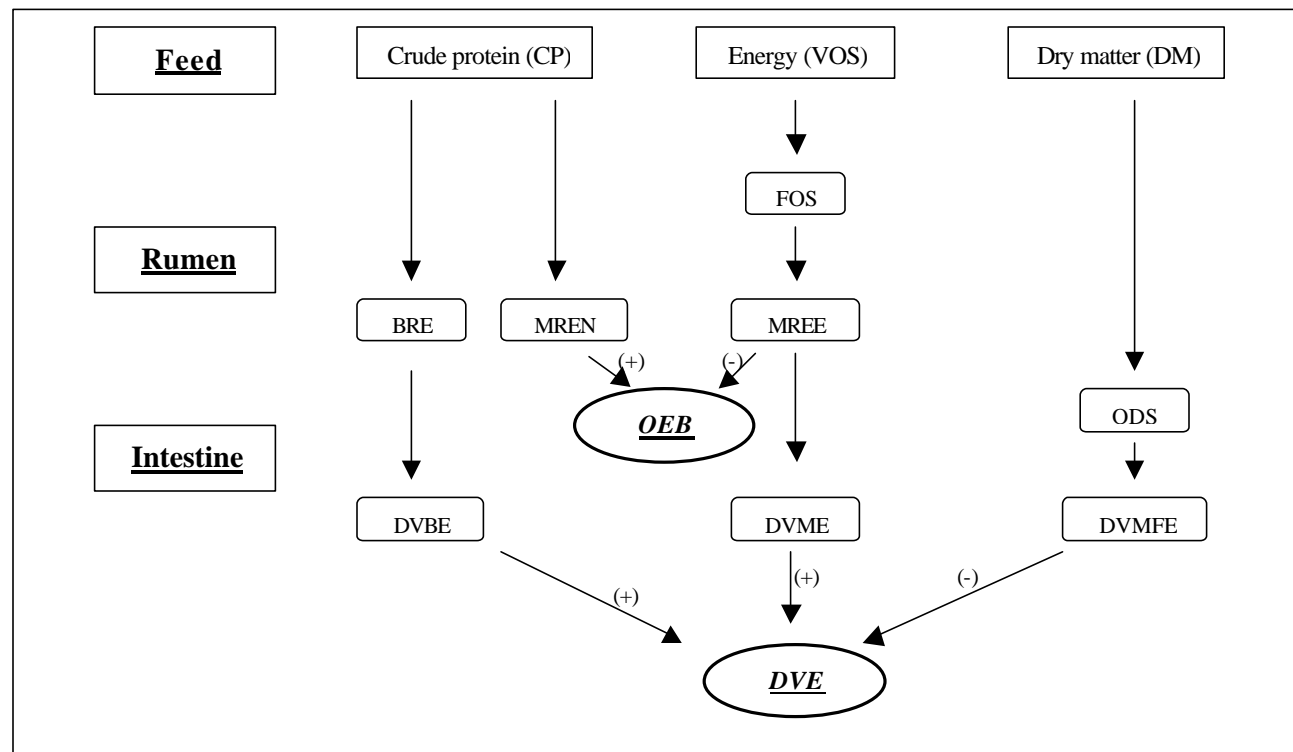 Feed
Crude protein (CP)
Energy (VOS)
Dry matter (DM)
FOS
Rumen
BRE
MREN
MREE
(+)
(-)
OEB
ODS
Intestine
DVBE
DVME
DVMFE
(+)
(+)
(-)
DVE